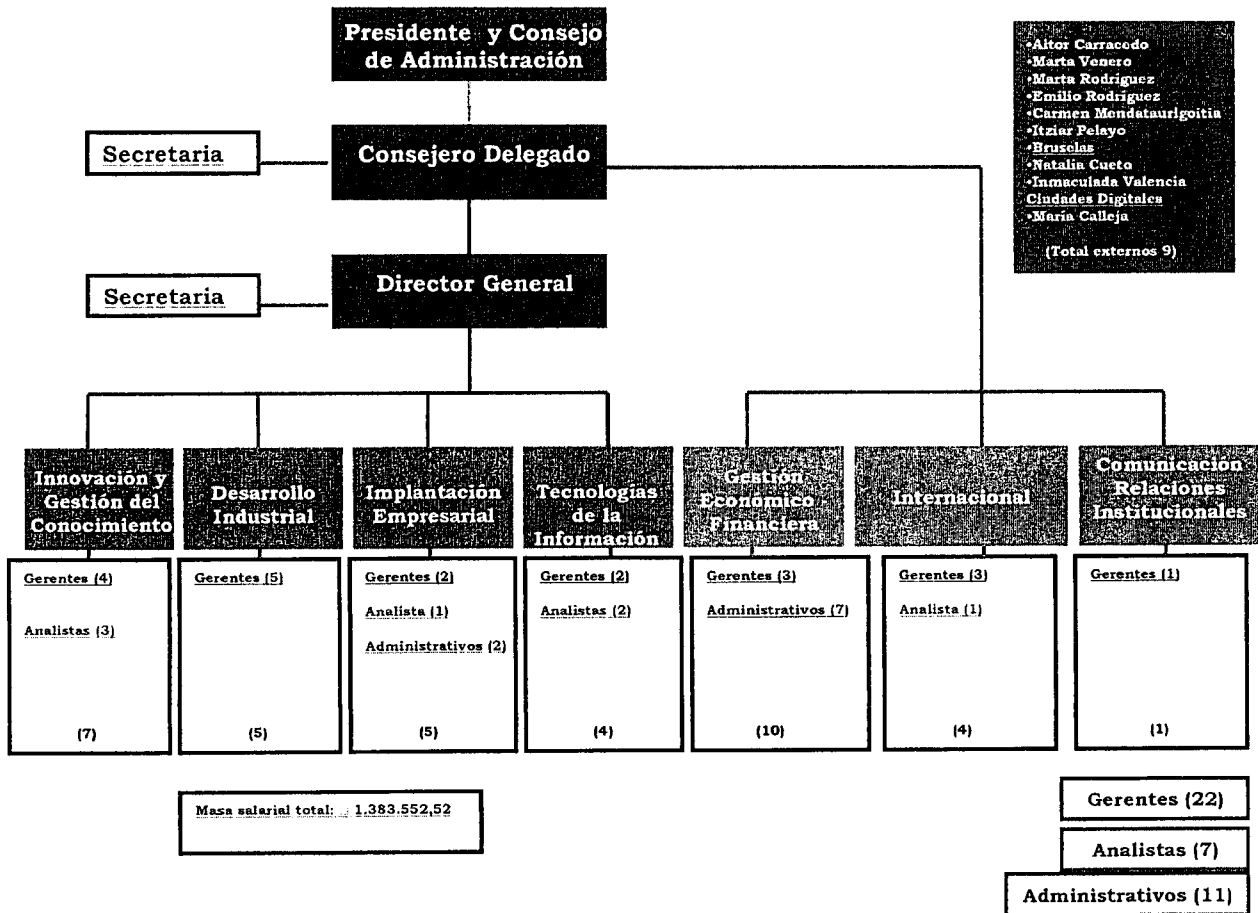 Presidente y Consejo
de Administración
•Aitor Carracedo
•Marta Venero
•Marta Rodriguez
•Emilio Rodriguez
•Carmen Mendataurigoitia
•Itziar Pelayo
•Bruselas
•Natalia Cueto
•Inmaculada Valencia
Ciudades Digitales
•Maria Calleja
(Total externos 9)
Secretaria
Consejero Delegado
Secretaria
Director General
Innovación y
Gestión del
Conocimiento
Desarrollo
Industrial
Implantación
Empresarial
Tecnologías
de la
Información
Gestión
Económico -
Financiera
Internacional
Comunicación
Relaciones
Institucionales
Gerentes (4)
Analistas (3)
(7)
Gerentes (5)
(5)
Gerentes (2)
Analista (1)
Administrativos (2)
(5)
Gerentes (2)
Analistas (2)
(4)
Gerentes (3)
Administrativos (7)
(10)
Gerentes (3)
Analista (1)
(4)
Gerentes (1)
(1)
Masa salarial total: 1.383.552,52
Gerentes (22)
Analistas (7)
Administrativos (11)